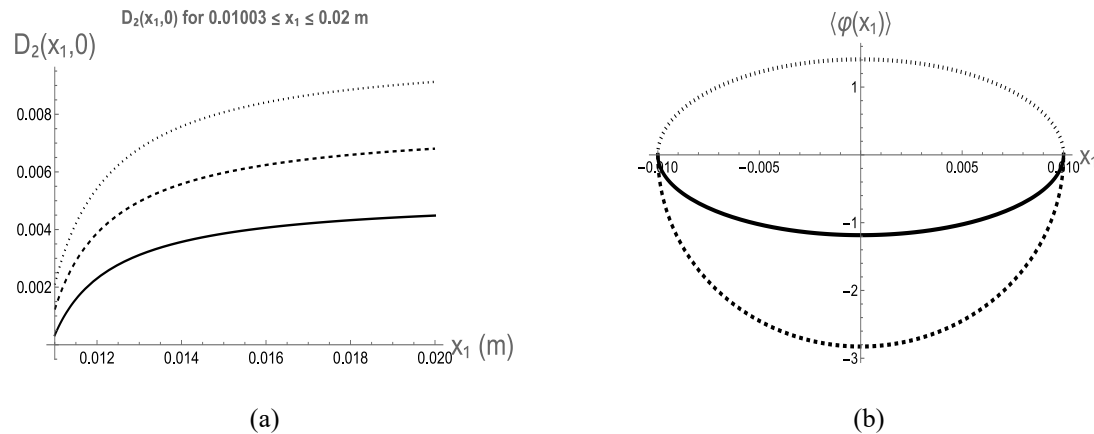 D₂(x₁,0) for 0.01003 ≤ x₁ ≤ 0.02 m
D₂(x₁,0)
0.008
0.006
0.004
0.002
0.012
0.014
0.016
0.018
0.020
x₁ (m)
(a)
⟨φ(x₁)⟩
1
-0.010
-0.005
0.005
0.010
x₁
-1
-2
-3
(b)